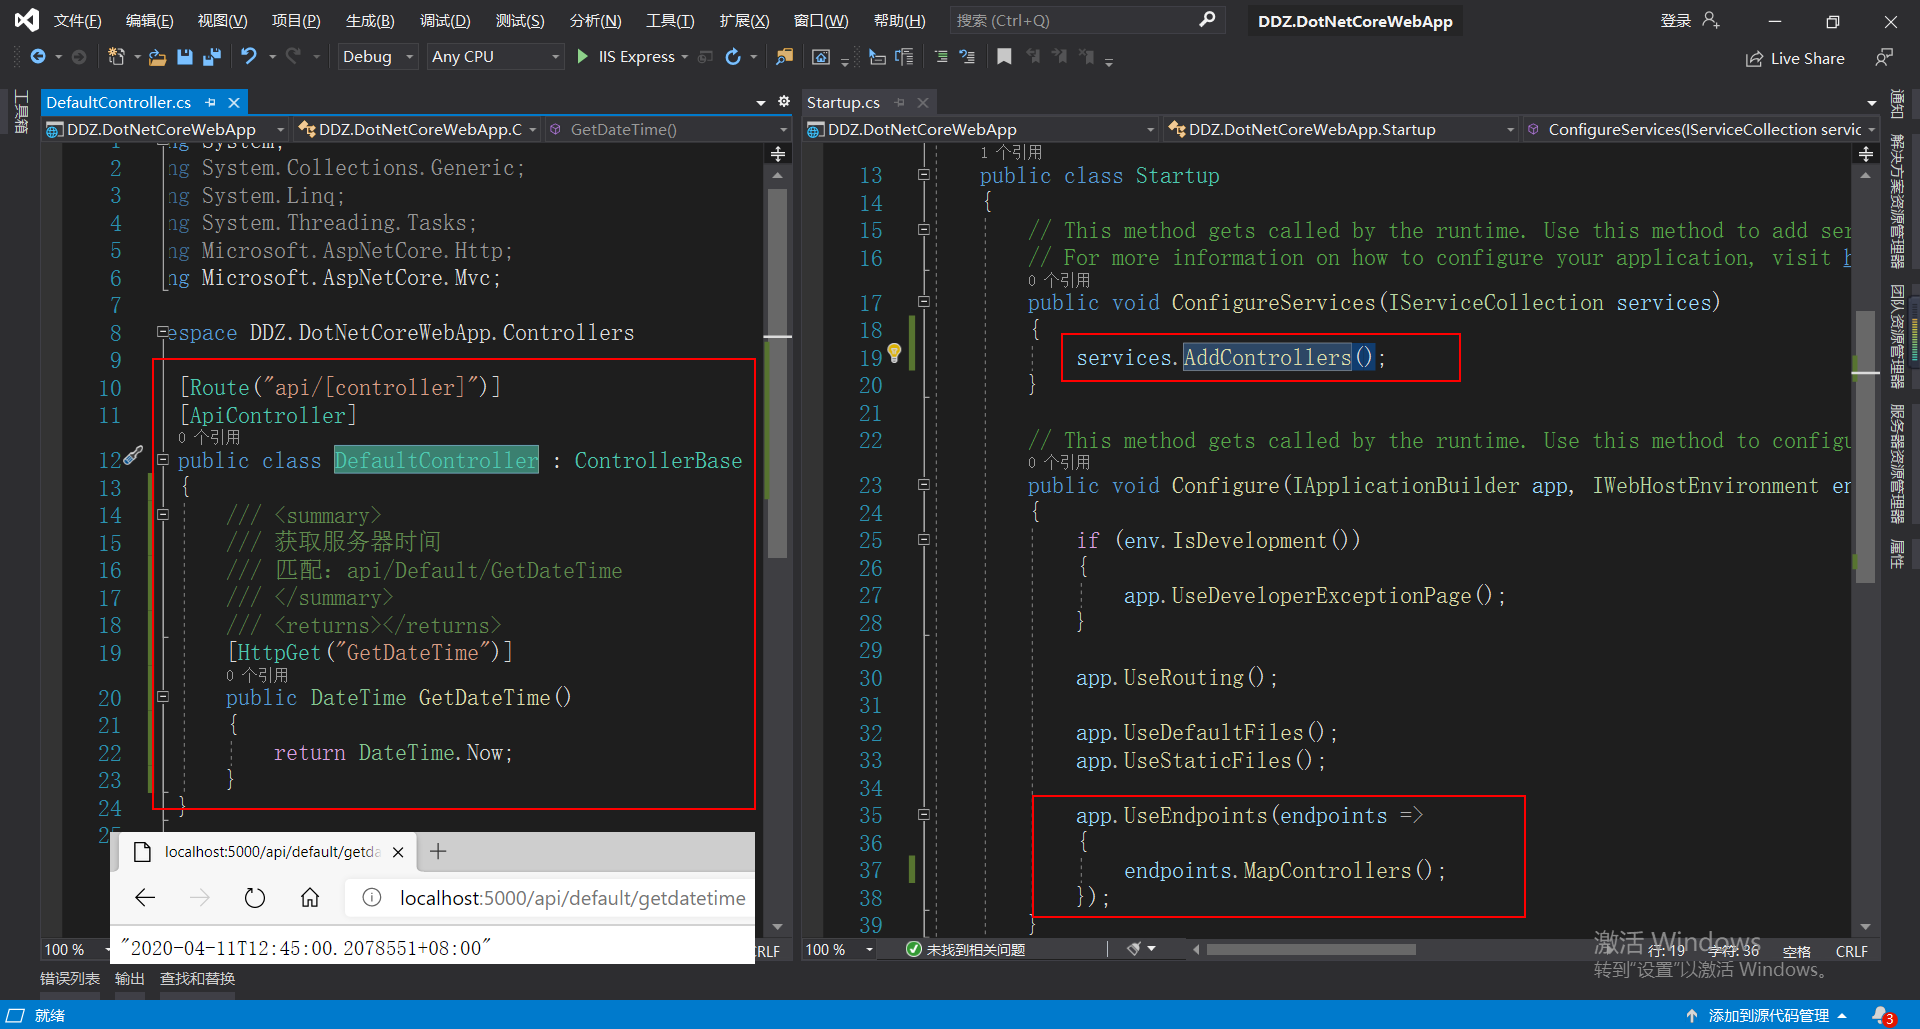 文件(F) 编辑(E) 视图(V) 项目(P) 生成(B) 调试(D) 测试(S) 分析(N) 工具(T) 扩展(X) 窗口(W) 帮助(H) 搜索 (Ctrl+Q) DDZ.DotNetCoreWebApp 登录
Debug Any CPU IIS Express Live Share
工具箱
DefaultController.cs
DDZ.DotNetCoreWebApp DDZ.DotNetCoreWebApp.C GetDateTime()
1 ng System;
2 ng System.Collections.Generic;
3 ng System.Linq;
4 ng System.Threading.Tasks;
5 ng Microsoft.AspNetCore.Http;
6 ng Microsoft.AspNetCore.Mvc;
7
8 espace DDZ.DotNetCoreWebApp.Controllers
9
10 [Route("api/[controller]")]
11 [ApiController]
0 个引用
12 public class DefaultController : ControllerBase
13 {
14 /// <summary>
15 /// 获取服务器时间
16 /// 匹配：api/Default/GetDateTime
17 /// </summary>
18 /// <returns></returns>
19 [HttpGet("GetDateTime")]
0 个引用
20 public DateTime GetDateTime()
21 {
22 return DateTime.Now;
23 }
24 }
25
localhost:5000/api/default/getda
localhost:5000/api/default/getdatetime
"2020-04-11T12:45:00.2078551+08:00"
100 % CRLF
Startup.cs
DDZ.DotNetCoreWebApp DDZ.DotNetCoreWebApp.Startup ConfigureServices(IServiceCollection servic
1 个引用
13 public class Startup
14 {
15 // This method gets called by the runtime. Use this method to add ser
16 // For more information on how to configure your application, visit h
0 个引用
17 public void ConfigureServices(IServiceCollection services)
18 {
19 services.AddControllers();
20 }
21
22 // This method gets called by the runtime. Use this method to configu
0 个引用
23 public void Configure(IApplicationBuilder app, IWebHostEnvironment en
24 {
25 if (env.IsDevelopment())
26 {
27 app.UseDeveloperExceptionPage();
28 }
29
30 app.UseRouting();
31
32 app.UseDefaultFiles();
33 app.UseStaticFiles();
34
35 app.UseEndpoints(endpoints =>
36 {
37 endpoints.MapControllers();
38 });
39 }
100 % 未找到相关问题 行: 19 字符: 36 空格 CRLF
激活 Windows
转到“设置”以激活 Windows。
通知
解决方案资源管理器
团队资源管理器
服务器资源管理器
属性
错误列表 输出 查找和替换
就绪 添加到源代码管理 3